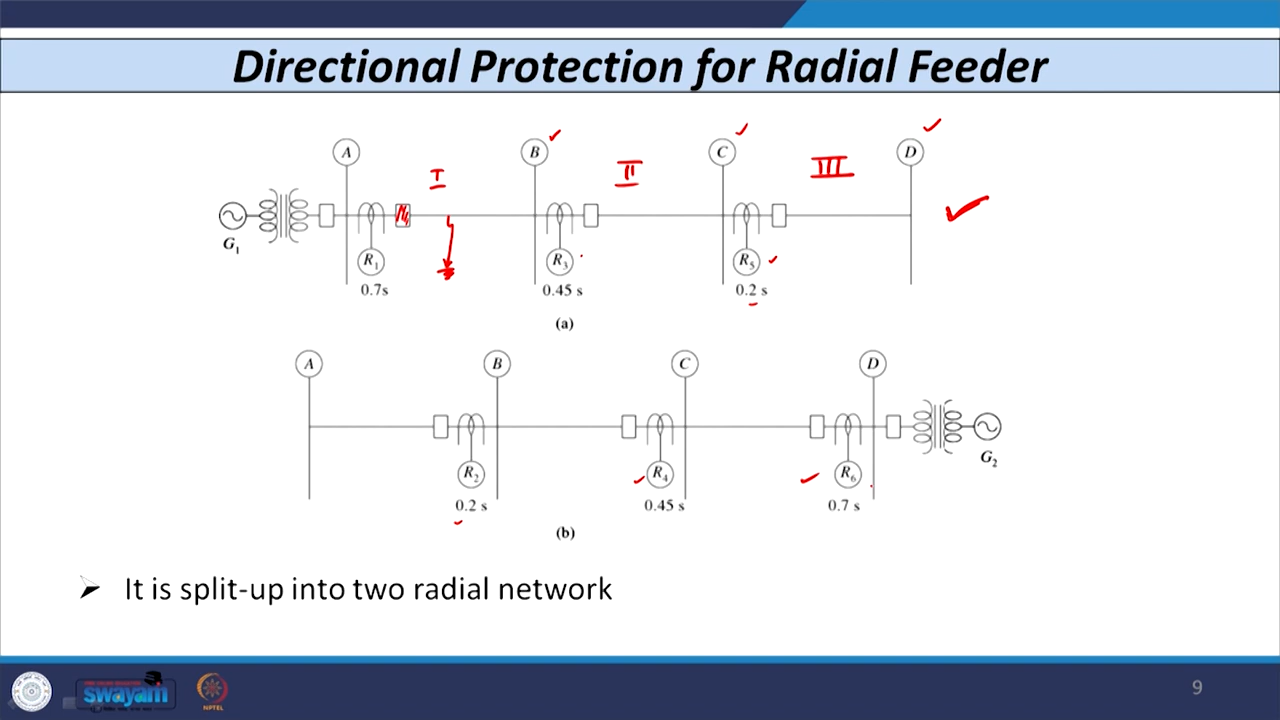 Directional Protection for Radial Feeder
A B C D
I II III
G1
R1 R3 R5
0.7s 0.45 s 0.2 s
(a)
A B C D
R2 R4 R6
G2
0.2 s 0.45 s 0.7 s
(b)
It is split-up into two radial network
swayam
NPTEL
9